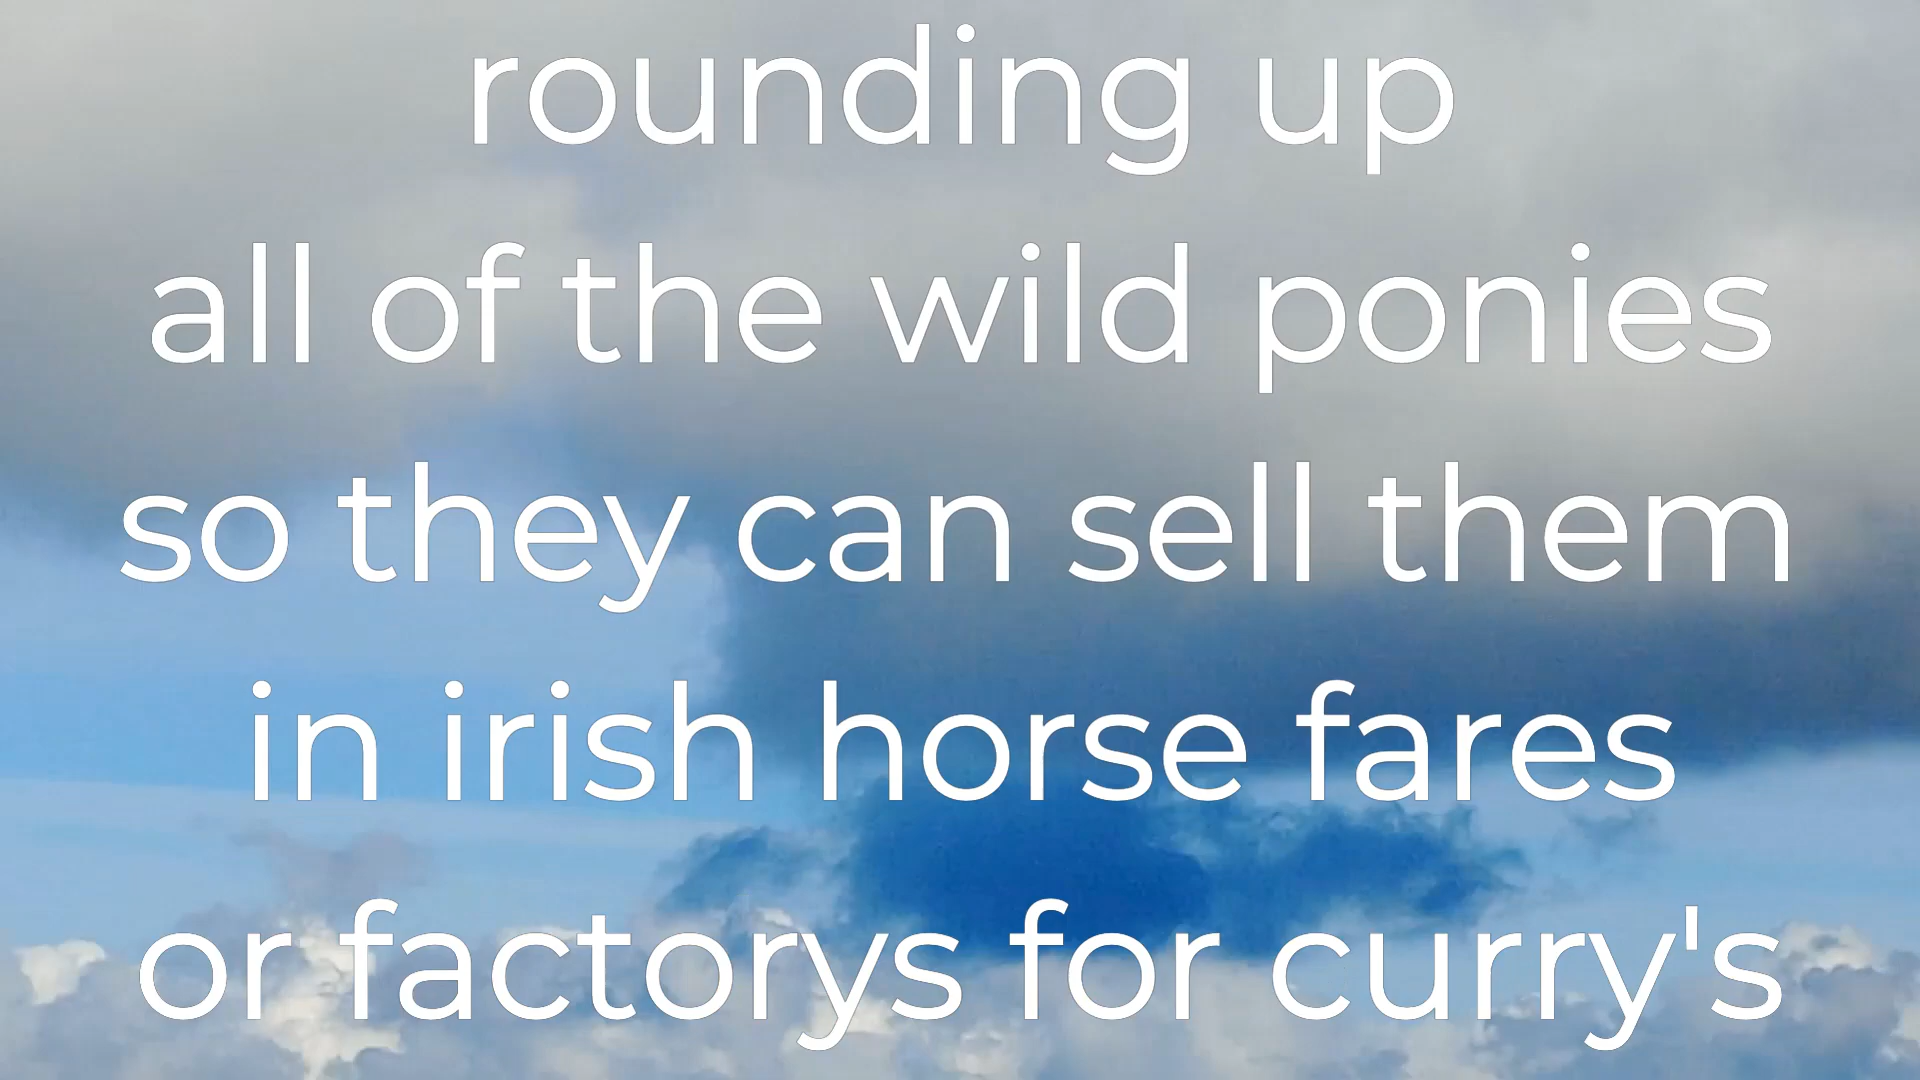 rounding up
all of the wild ponies
so they can sell them
in irish horse fares
or factorys for curry's